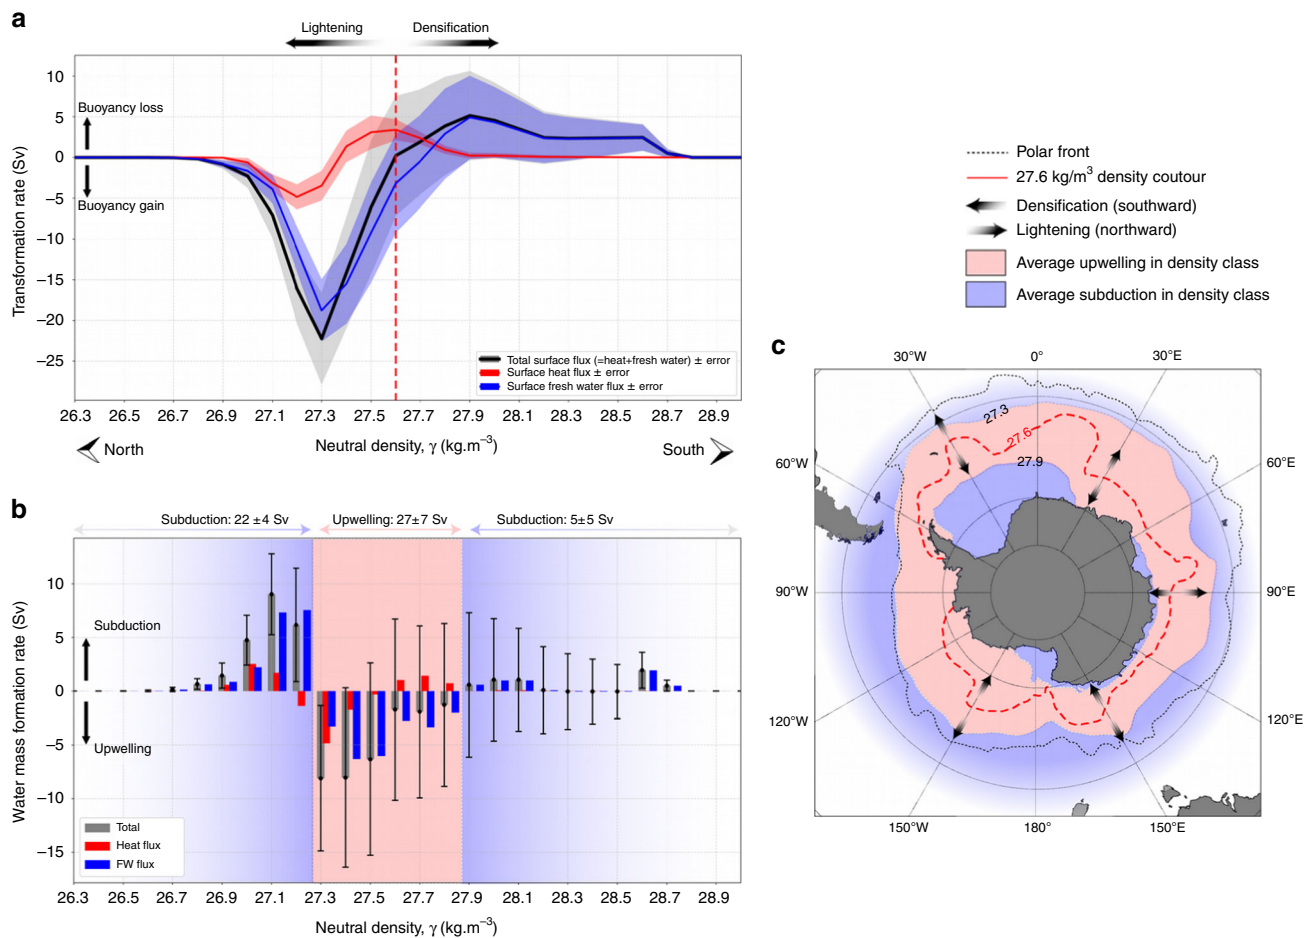 a
Lightening
Densification
10
5
0
−5
−10
−15
−20
−25
Transformation rate (Sv)
Buoyancy loss
Buoyancy gain
Total surface flux (=heat+fresh water) ± error
Surface heat flux ± error
Surface fresh water flux ± error
26.3 26.5 26.7 26.9 27.1 27.3 27.5 27.7 27.9 28.1 28.3 28.5 28.7 28.9
Neutral density, γ (kg.m−3)
North
South
b
Subduction: 22 ±4 Sv
Upwelling: 27±7 Sv
Subduction: 5±5 Sv
10
5
0
−5
−10
−15
Water mass formation rate (Sv)
Subduction
Upwelling
Total
Heat flux
FW flux
26.3 26.5 26.7 26.9 27.1 27.3 27.5 27.7 27.9 28.1 28.3 28.5 28.7 28.9
Neutral density, γ (kg.m−3)
Polar front
27.6 kg/m3 density coutour
Densification (southward)
Lightening (northward)
Average upwelling in density class
Average subduction in density class
c
30°W 0° 30°E
60°W 60°E
90°W 90°E
120°W 120°E
150°W 180° 150°E
27.3
27.6
27.9